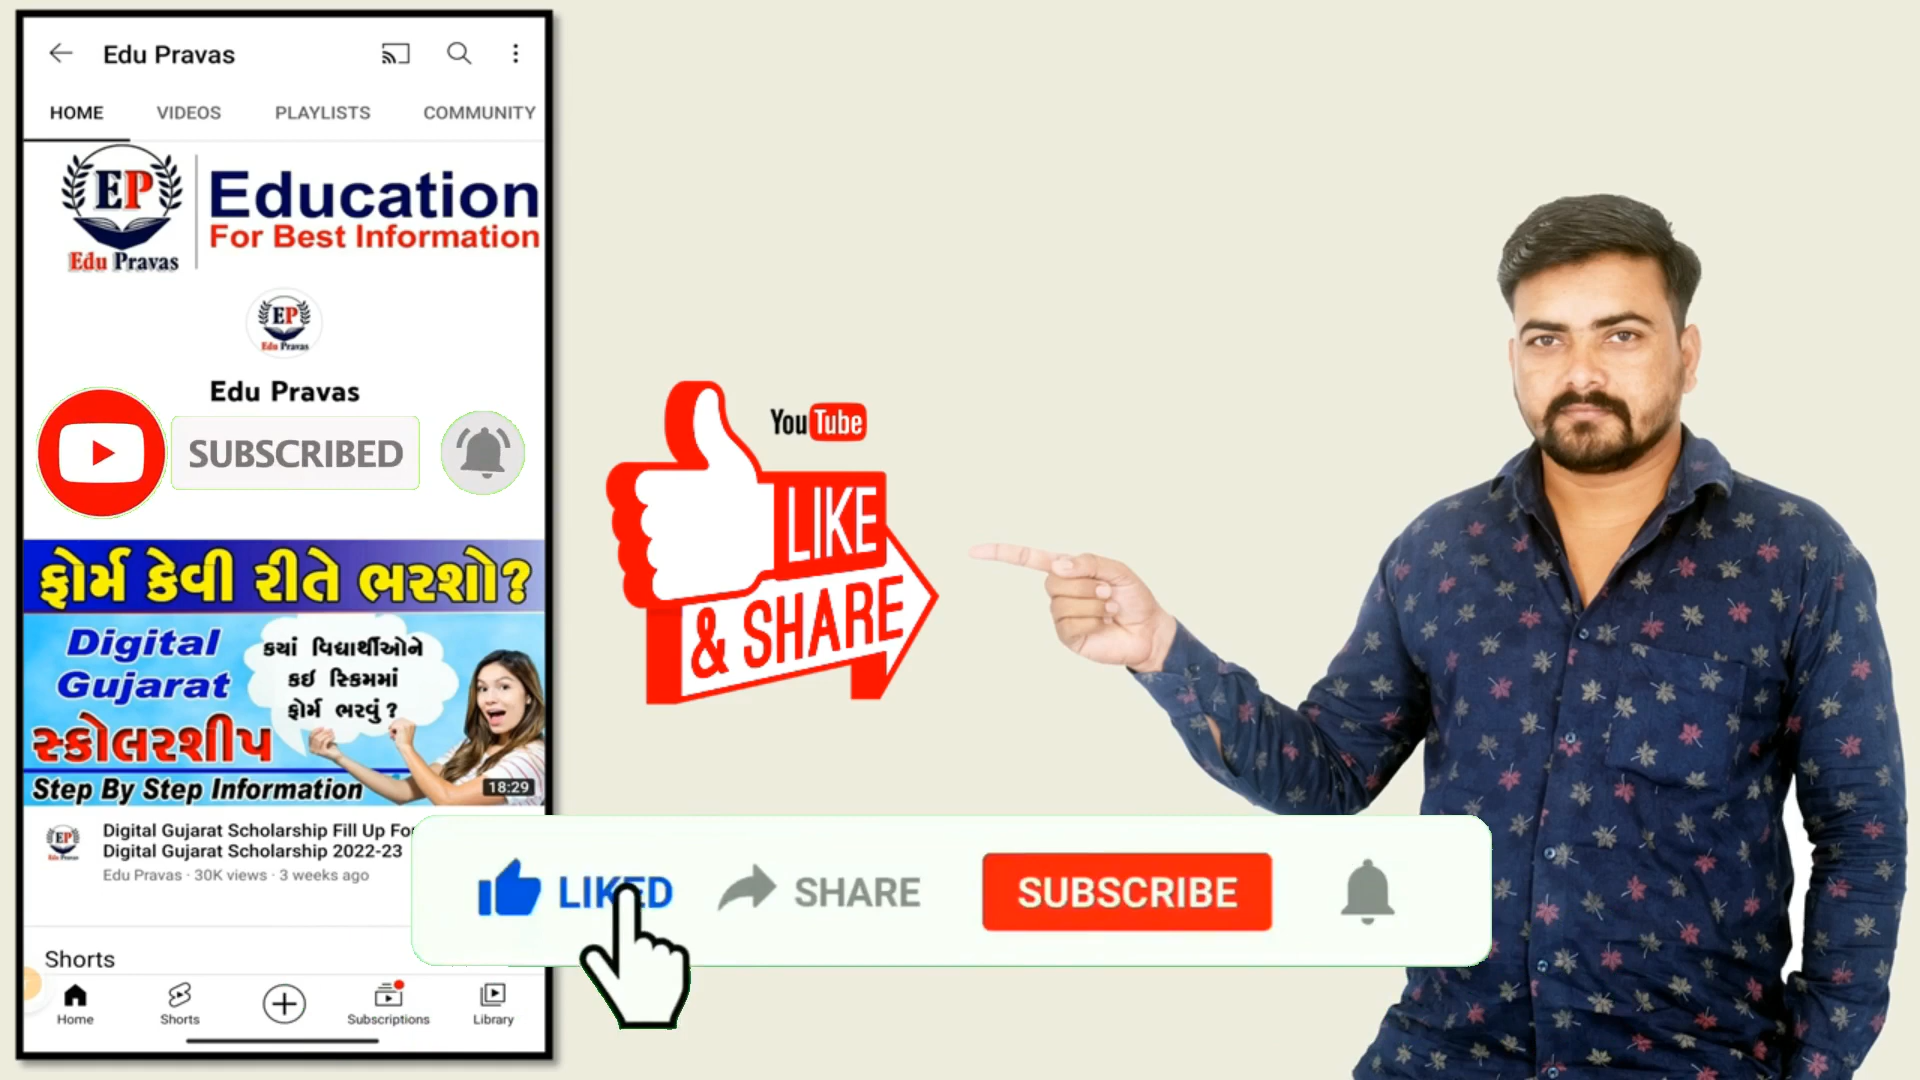 Edu Pravas
HOME VIDEOS PLAYLISTS COMMUNITY
EP
Edu Pravas
Education
For Best Information
EP
Edu Pravas
Edu Pravas
SUBSCRIBED
ફોર્મ કેવી રીતે ભરશો?
Digital
Gujarat
સ્કોલરશીપ
Step By Step Information
કયાં વિદ્યાર્થીઓને
કઇ સ્કિમમાં
ફોર્મ ભરવું ?
18:29
EP
Digital Gujarat Scholarship Fill Up
Digital Gujarat Scholarship 2022-23
Edu Pravas · 30K views · 3 weeks ago
Shorts
Home Shorts Subscriptions Library
YouTube
LIKE
& SHARE
LIKED SHARE SUBSCRIBE